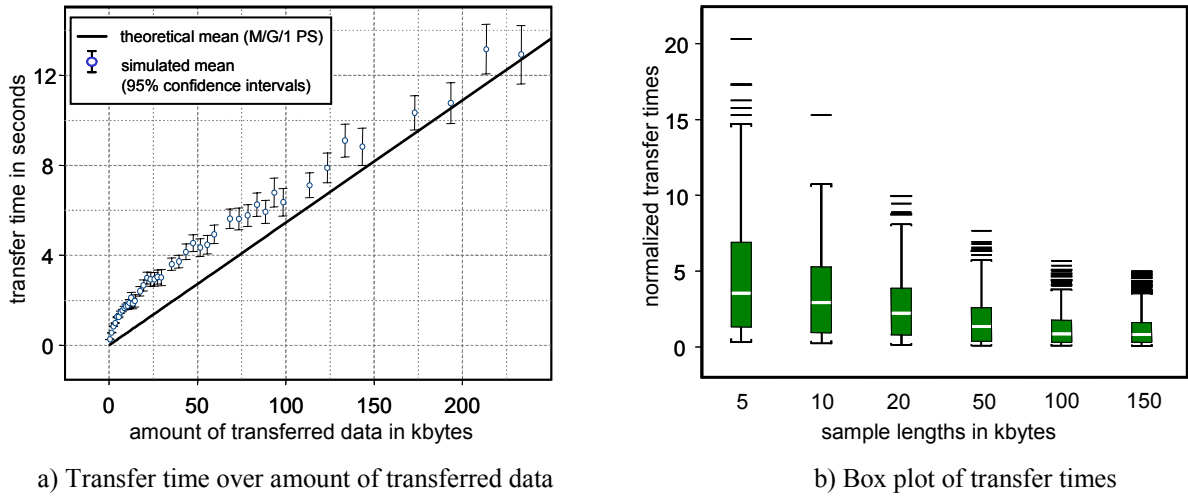 theoretical mean (M/G/1 PS)
simulated mean
(95% confidence intervals)
transfer time in seconds
12
8
4
0
0 50 100 150 200
amount of transferred data in kbytes
a) Transfer time over amount of transferred data
normalized transfer times
20
15
10
5
0
5 10 20 50 100 150
sample lengths in kbytes
b) Box plot of transfer times